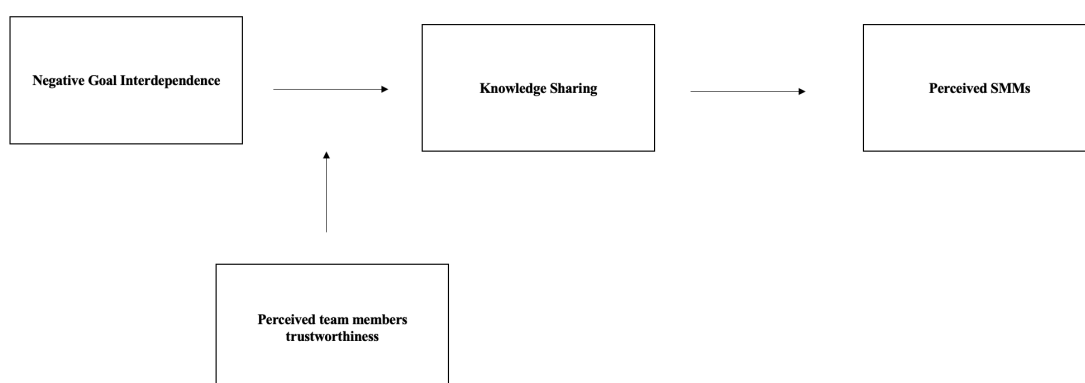 Negative Goal Interdependence
Knowledge Sharing
Perceived SMMs
Perceived team members
trustworthiness